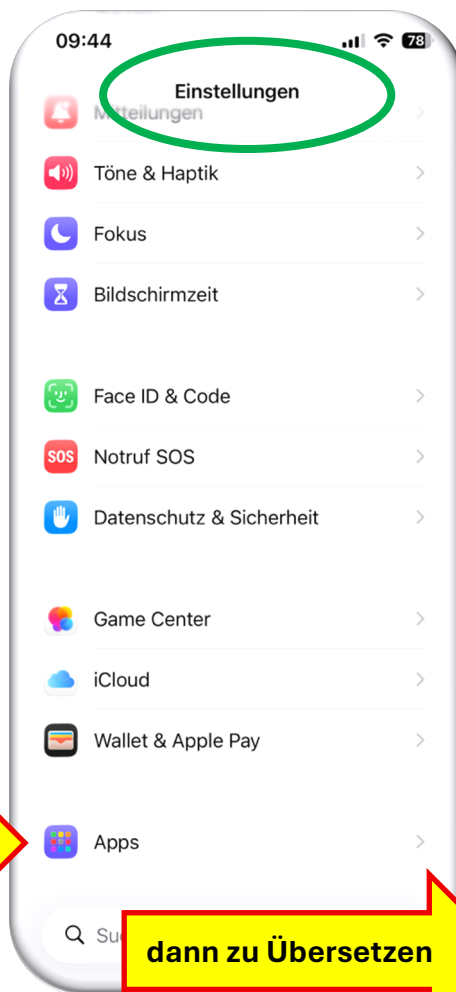 09:44
78
Einstellungen
Mitteilungen
Töne & Haptik
Fokus
Bildschirmzeit
Face ID & Code
SOS
Notruf SOS
Datenschutz & Sicherheit
Game Center
iCloud
Wallet & Apple Pay
Apps
dann zu Übersetzen